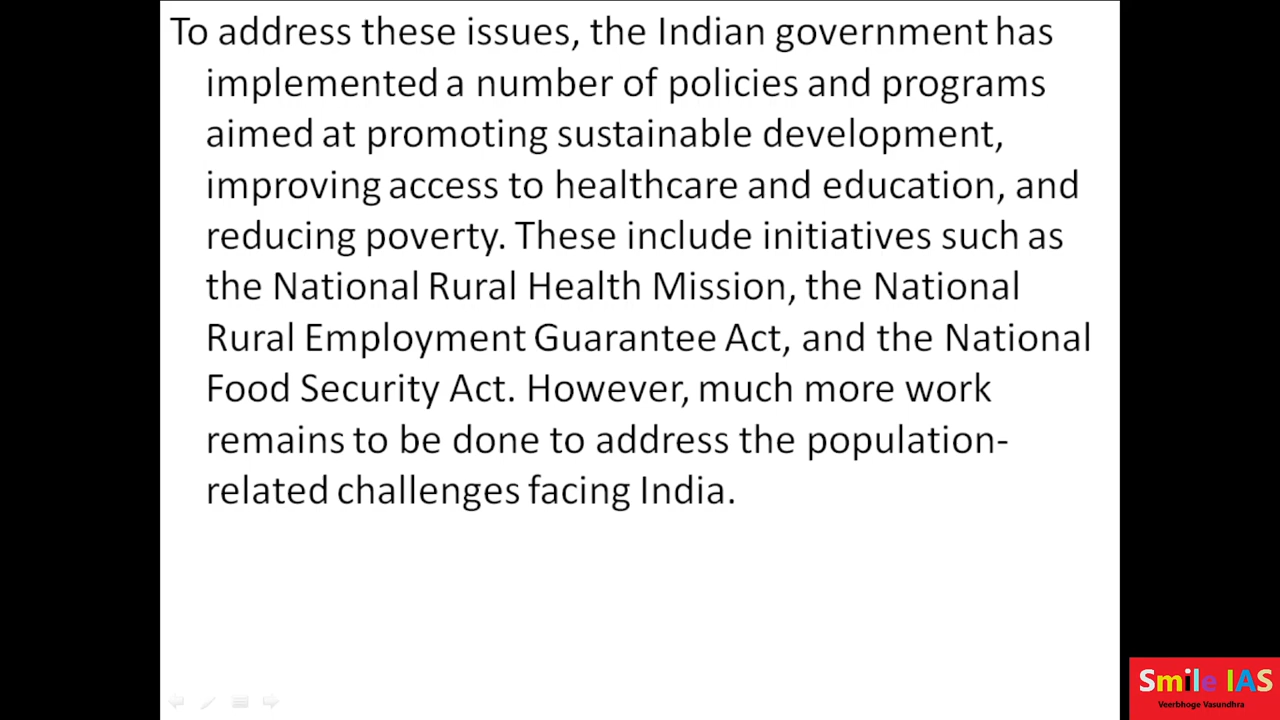 To address these issues, the Indian government has
implemented a number of policies and programs
aimed at promoting sustainable development,
improving access to healthcare and education, and
reducing poverty. These include initiatives such as
the National Rural Health Mission, the National
Rural Employment Guarantee Act, and the National
Food Security Act. However, much more work
remains to be done to address the population-
related challenges facing India.
Smile IAS
Veerbhoge Vasundhra